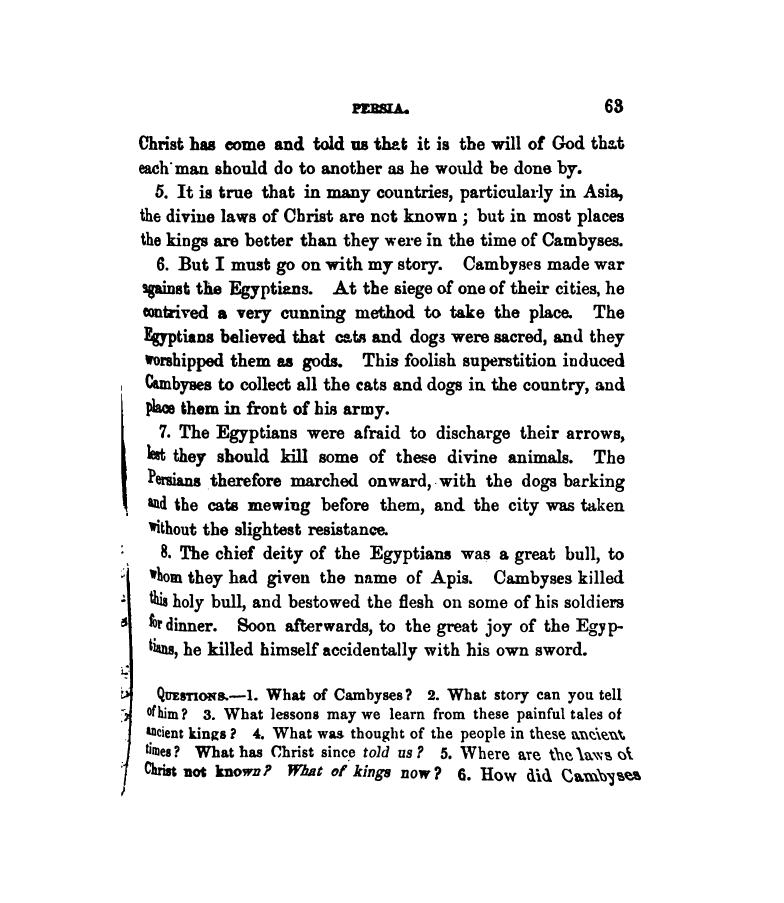 PERSIA. 63
Christ has come and told us that it is the will of God that
each man should do to another as he would be done by.
5. It is true that in many countries, particularly in Asia,
the divine laws of Christ are not known ; but in most places
the kings are better than they were in the time of Cambyses.
6. But I must go on with my story. Cambyses made war
against the Egyptians. At the siege of one of their cities, he
contrived a very cunning method to take the place. The
Egyptians believed that cats and dogs were sacred, and they
worshipped them as gods. This foolish superstition induced
Cambyses to collect all the cats and dogs in the country, and
place them in front of his army.
7. The Egyptians were afraid to discharge their arrows,
lest they should kill some of these divine animals. The
Persians therefore marched onward, with the dogs barking
and the cats mewing before them, and the city was taken
without the slightest resistance.
8. The chief deity of the Egyptians was a great bull, to
whom they had given the name of Apis. Cambyses killed
this holy bull, and bestowed the flesh on some of his soldiers
for dinner. Soon afterwards, to the great joy of the Egyp-
tians, he killed himself accidentally with his own sword.
QUESTIONS.—1. What of Cambyses? 2. What story can you tell
of him? 3. What lessons may we learn from these painful tales of
ancient kings? 4. What was thought of the people in these ancient
times? What has Christ since told us? 5. Where are the laws of
Christ not known? What of kings now? 6. How did Cambyses